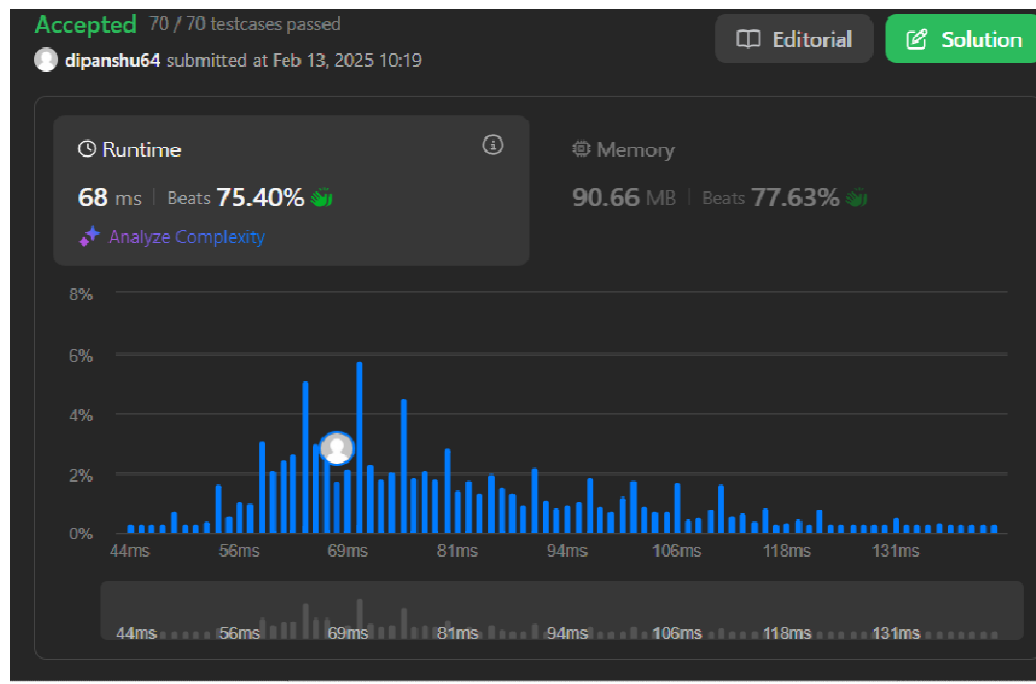 Accepted 70 / 70 testcases passed
Editorial
Solution
dipanshu64 submitted at Feb 13, 2025 10:19
Runtime
68 ms | Beats 75.40%
Analyze Complexity
Memory
90.66 MB | Beats 77.63%
8%
6%
4%
2%
0%
44ms 56ms 69ms 81ms 94ms 106ms 118ms 131ms
44ms 56ms 69ms 81ms 94ms 106ms 118ms 131ms